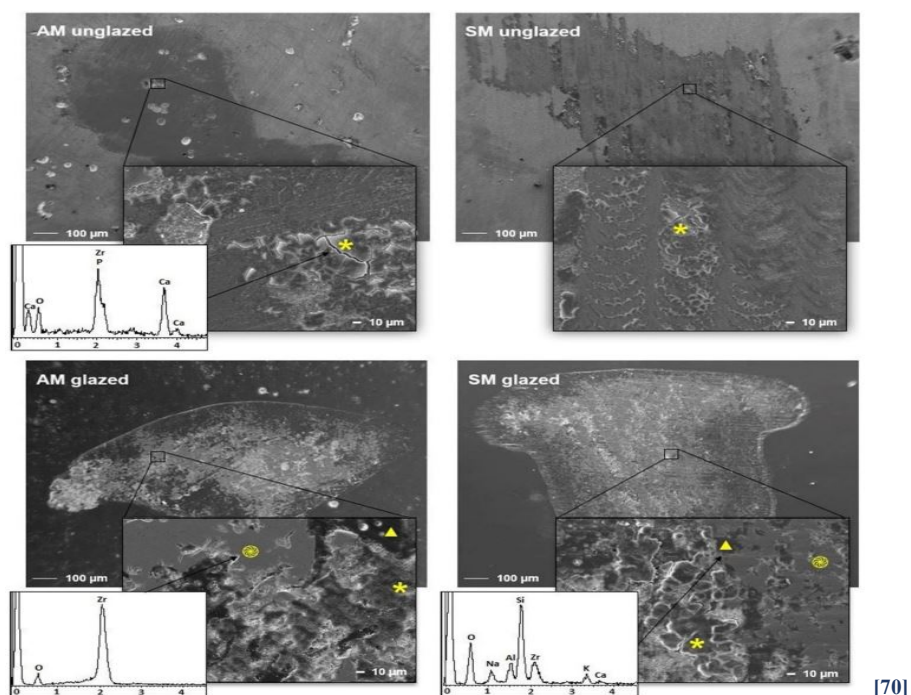 AM unglazed
100 µm
* 
10 µm
Zr
P
Ca
O
Ca
Ca
0 1 2 3 4
SM unglazed
100 µm
*
10 µm
AM glazed
100 µm
*
10 µm
Zr
O
0 1 2 3 4
SM glazed
100 µm
*
10 µm
Si
O
Na
Al
Zr
K
Ca
0 1 2 3 4
[70]